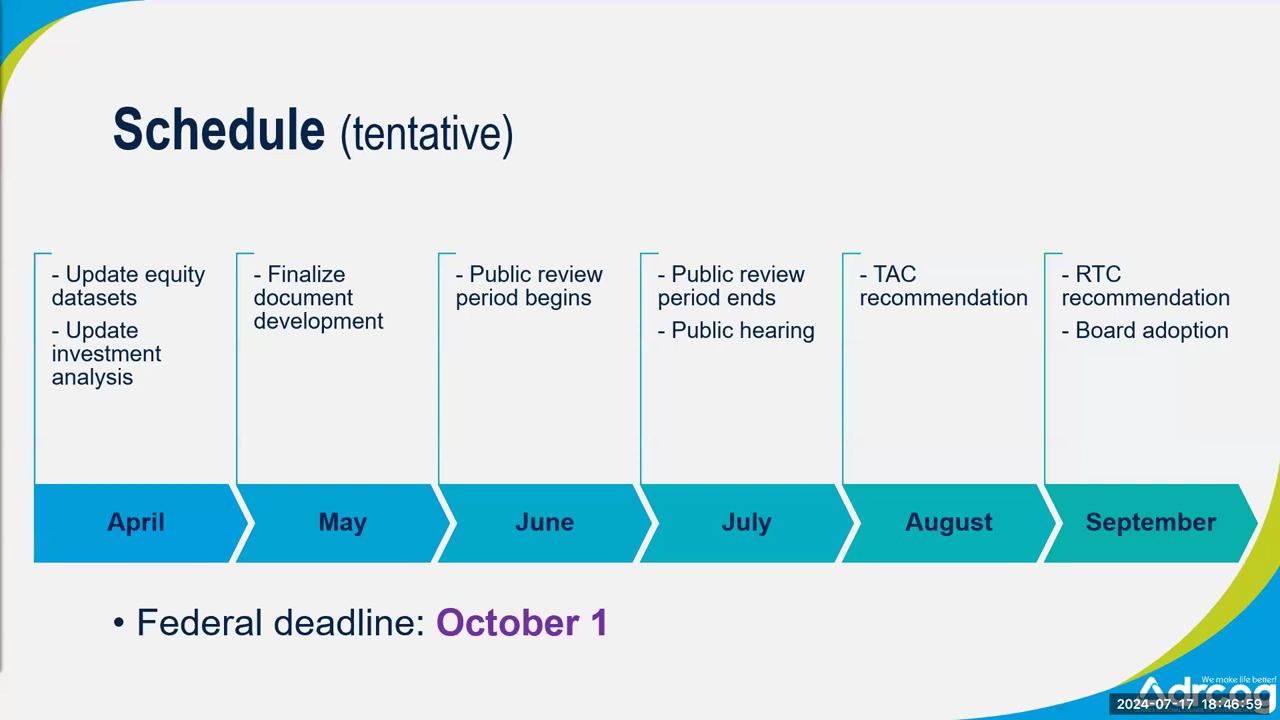 Schedule (tentative)
- Update equity
datasets
- Update
investment
analysis
- Finalize
document
development
- Public review
period begins
- Public review
period ends
- Public hearing
- TAC
recommendation
- RTC
recommendation
- Board adoption
April
May
June
July
August
September
• Federal deadline: October 1
We make life better!
drcog
2024-07-17 18:46:59